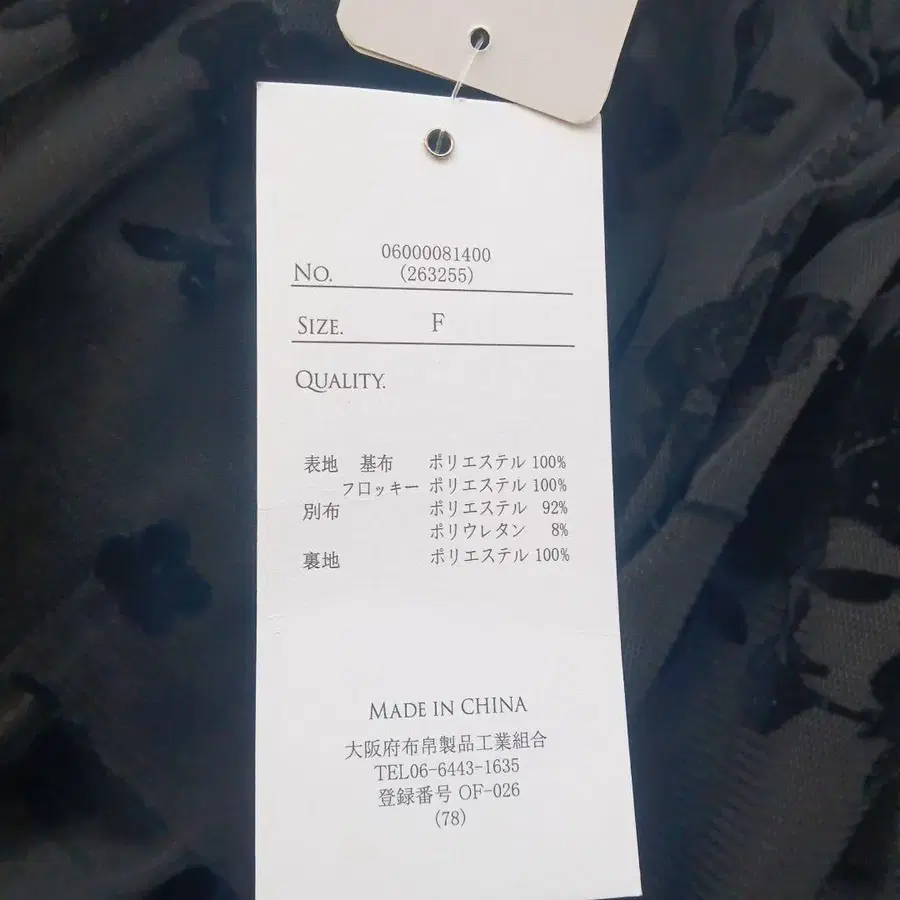 06000081400
No. (263255)
SIZE. F
QUALITY.
表地 基布 ポリエステル 100%
フロッキー ポリエステル 100%
別布 ポリエステル 92%
ポリウレタン 8%
裏地 ポリエステル 100%
MADE IN CHINA
大阪府布帛製品工業組合
TEL06-6443-1635
登録番号 OF-026
(78)